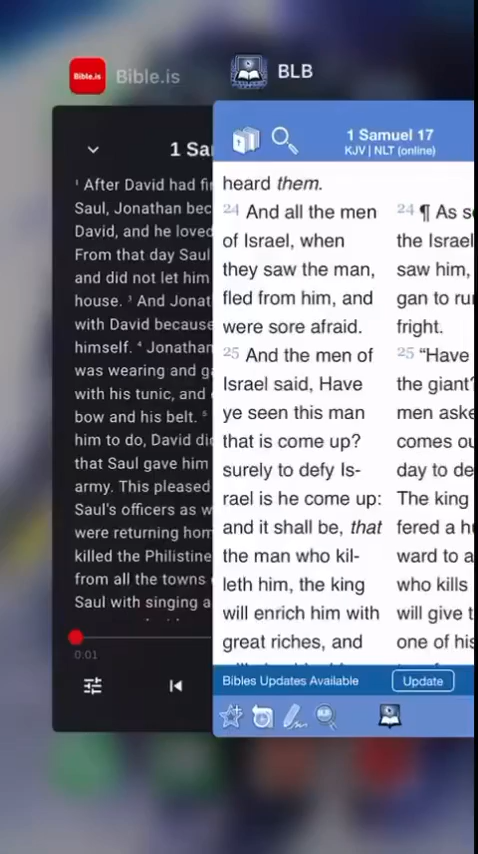 Bible.is
Bible.is
BLB
1 Sa
¹ After David had fi
Saul, Jonathan bec
David, and he loved
From that day Saul
and did not let him
house. ³ And Jonat
with David because
himself. ⁴ Jonathan
was wearing and ga
with his tunic, and
bow and his belt. ⁵
him to do, David did
that Saul gave him
army. This pleased
Saul's officers as w
were returning hom
killed the Philistine
from all the towns
Saul with singing a
0:01
1 Samuel 17
KJV | NLT (online)
heard them.
24 And all the men
of Israel, when
they saw the man,
fled from him, and
were sore afraid.
25 And the men of
Israel said, Have
ye seen this man
that is come up?
surely to defy Is-
rael is he come up:
and it shall be, that
the man who kil-
leth him, the king
will enrich him with
great riches, and
24 ¶ As s
the Israel
saw him,
gan to ru
fright.
25 “Have
the giant?
men aske
comes ou
day to de
The king
fered a h
ward to a
who kills
will give t
one of his
Bibles Updates Available
Update